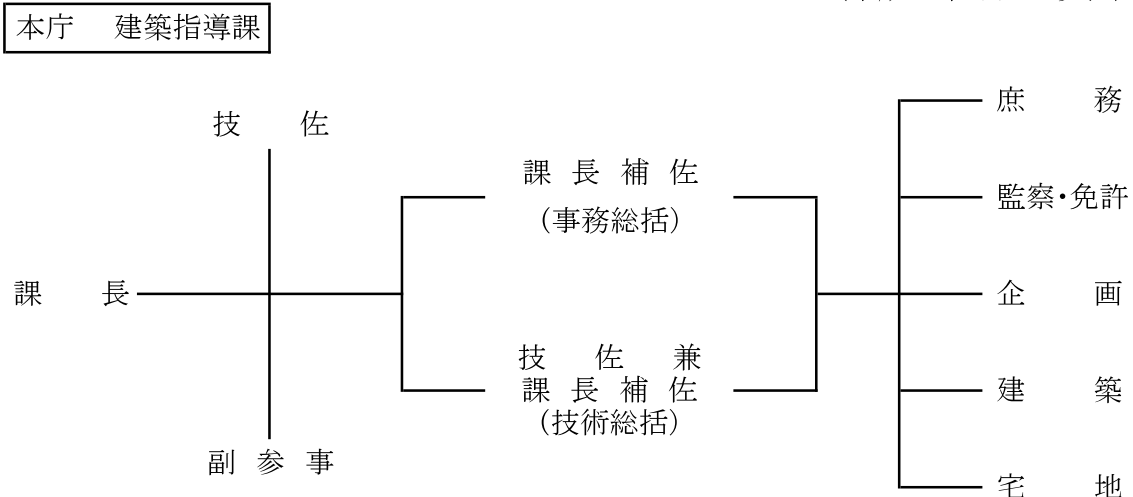 本庁 建築指導課
技佐
課長
副参事
課長補佐
（事務総括）
技佐兼
課長補佐
（技術総括）
庶務
監察・免許
企画
建築
宅地